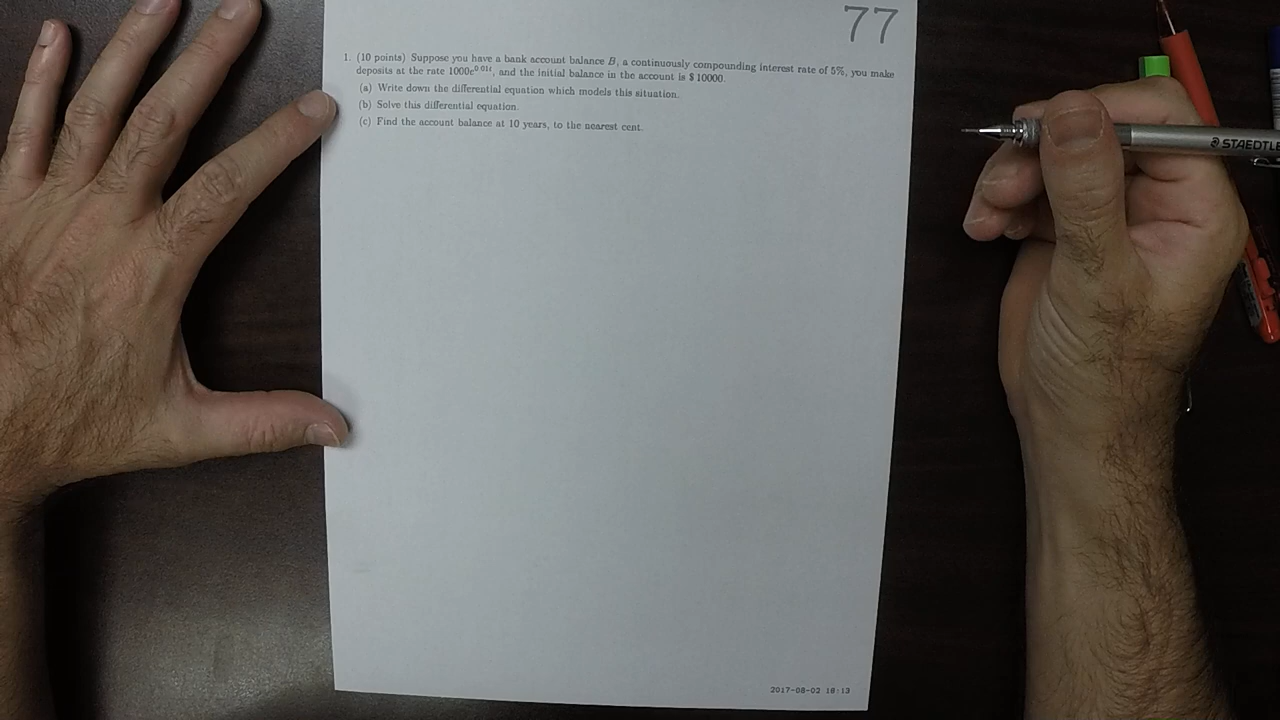 77
1. (10 points) Suppose you have a bank account balance B, a continuously compounding interest rate of 5%, you make
deposits at the rate 1000e^{0.01t}, and the initial balance in the account is $ 10000.
(a) Write down the differential equation which models this situation.
(b) Solve this differential equation.
(c) Find the account balance at 10 years, to the nearest cent.
STAEDTLE
2017-08-02 16:13